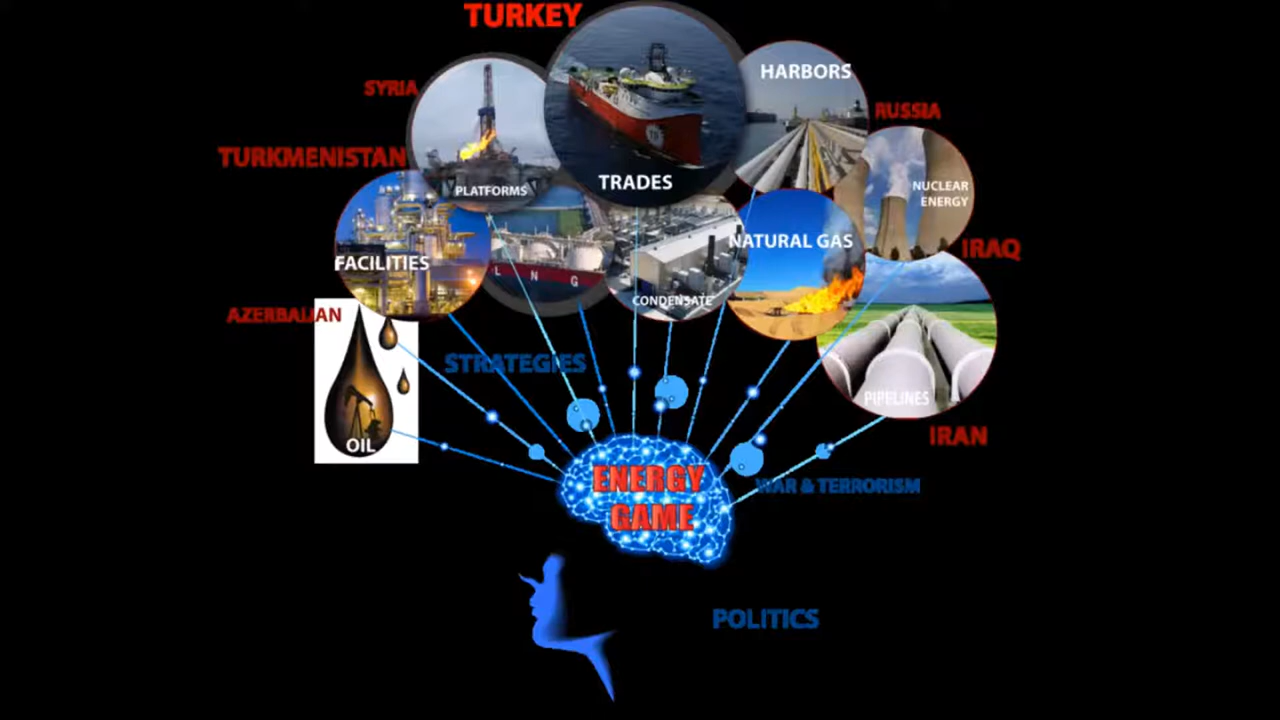 TURKEY
HARBORS
SYRIA
RUSSIA
TURKMENISTAN
PLATFORMS
TRADES
NUCLEAR
ENERGY
NATURAL GAS
IRAQ
FACILITIES
L N G
CONDENSATE
AZERBAIJAN
STRATEGIES
PIPELINES
OIL
IRAN
ENERGY
GAME
WAR & TERRORISM
POLITICS